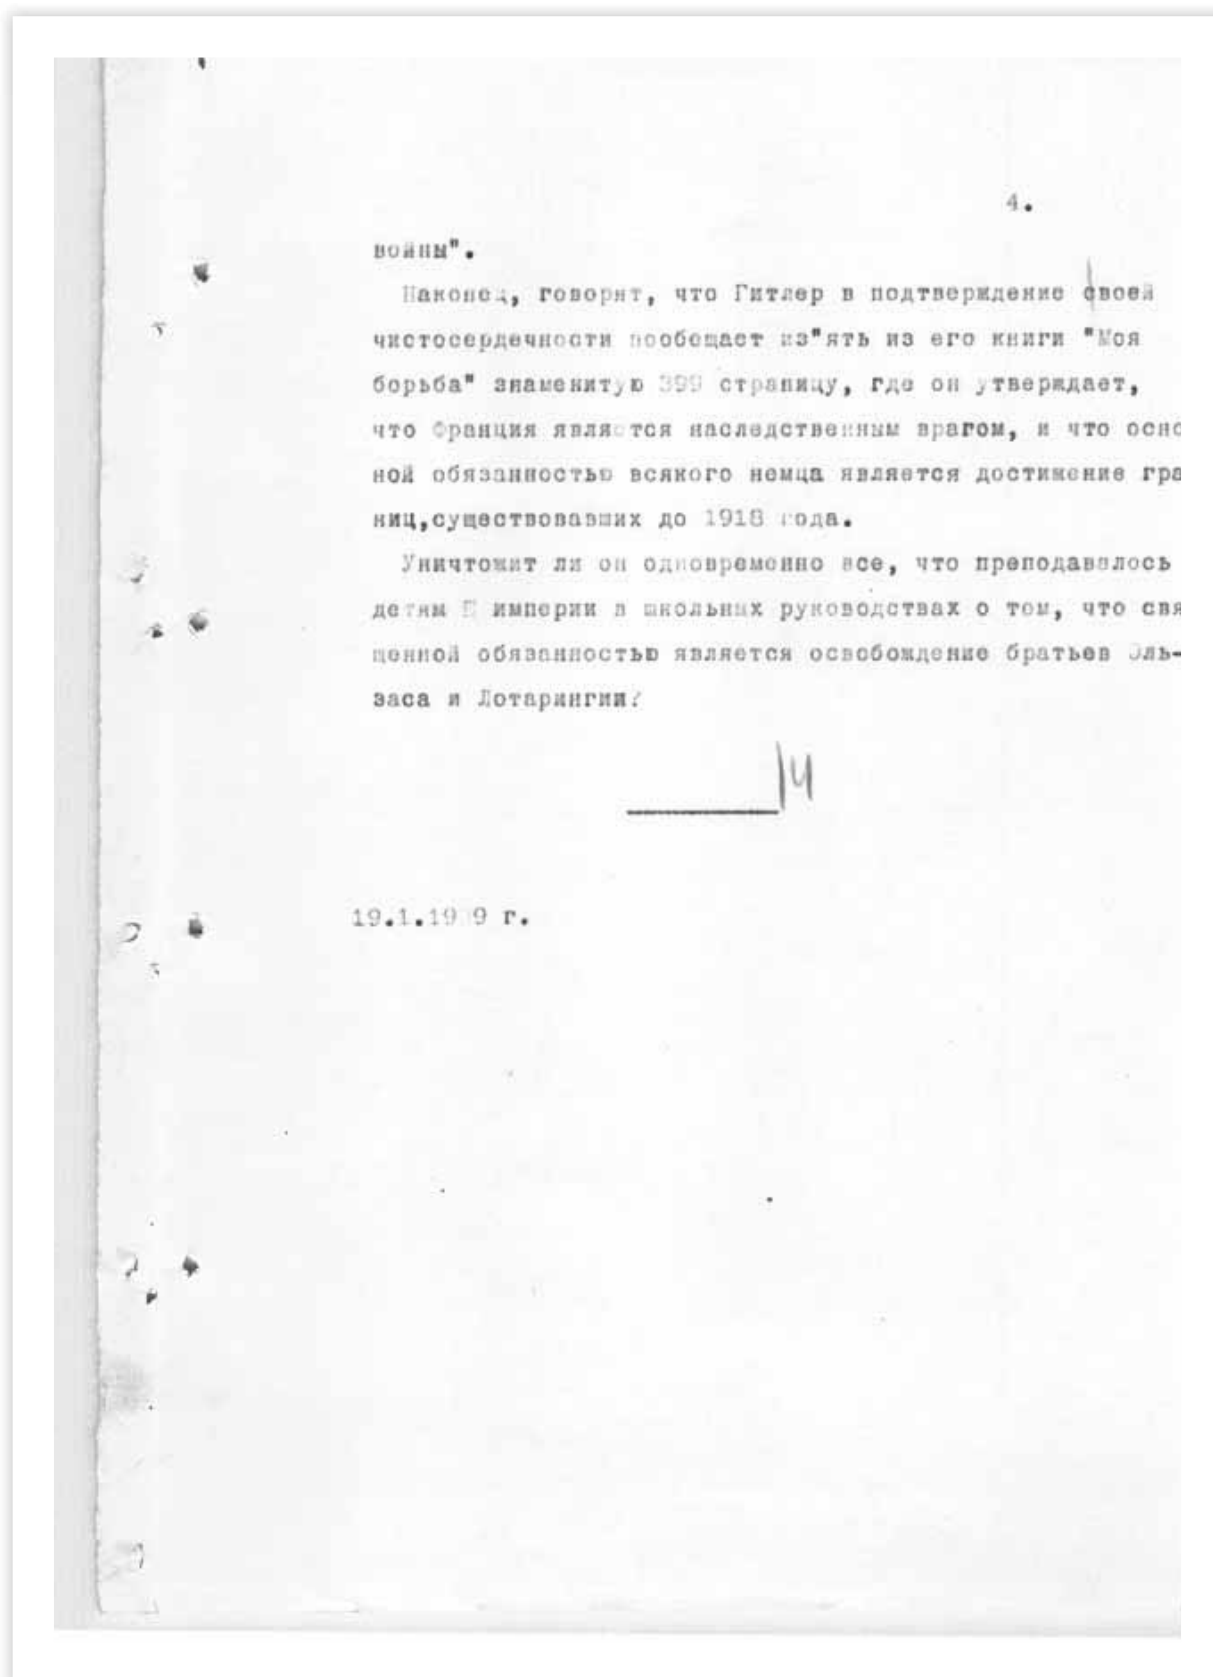 4.
войны".
Наконец, говорят, что Гитлер в подтверждение своей
чистосердечности пообещает из"ять из его книги "Моя
борьба" знаменитую 399 страницу, где он утверждает,
что Франция является наследственным врагом, и что осно
ной обязанностью всякого немца является достижение гра
ниц,существовавших до 1918 года.
Уничтожит ли он одновременно все, что преподавалось
детям империи в школьных руководствах о том, что свя
щенной обязанностью является освобождение братьев Эль-
заса и Лотарингии?
19.1.19 9 г.